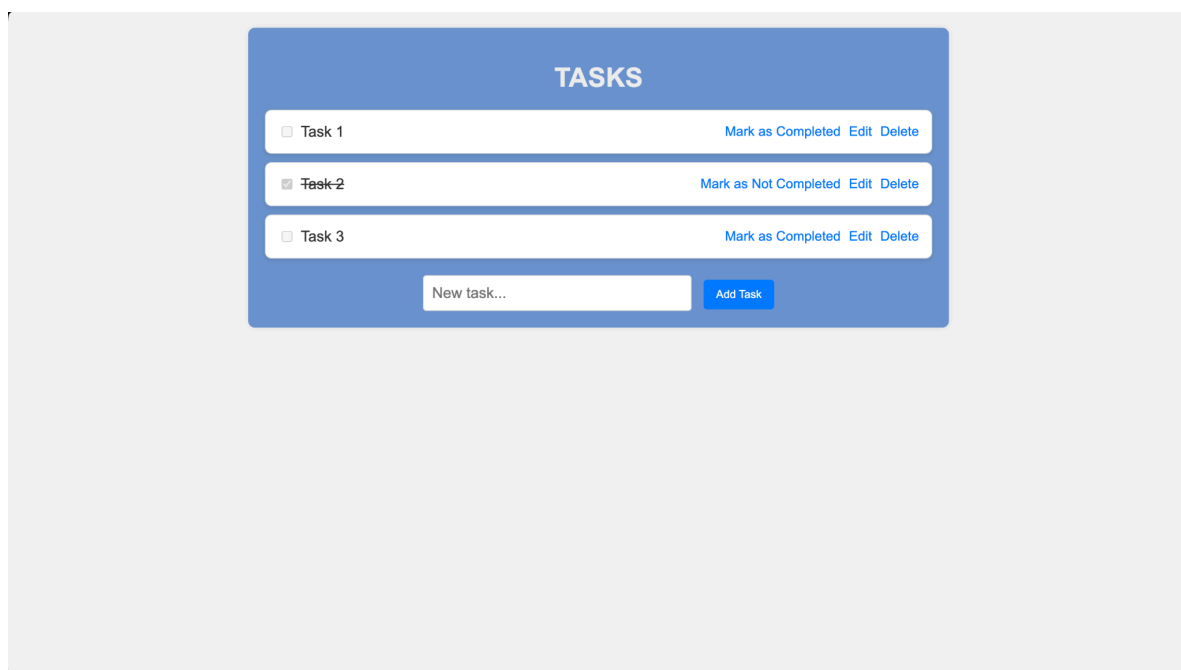 TASKS
Task 1 Mark as Completed Edit Delete
Task 2 Mark as Not Completed Edit Delete
Task 3 Mark as Completed Edit Delete
New task... Add Task